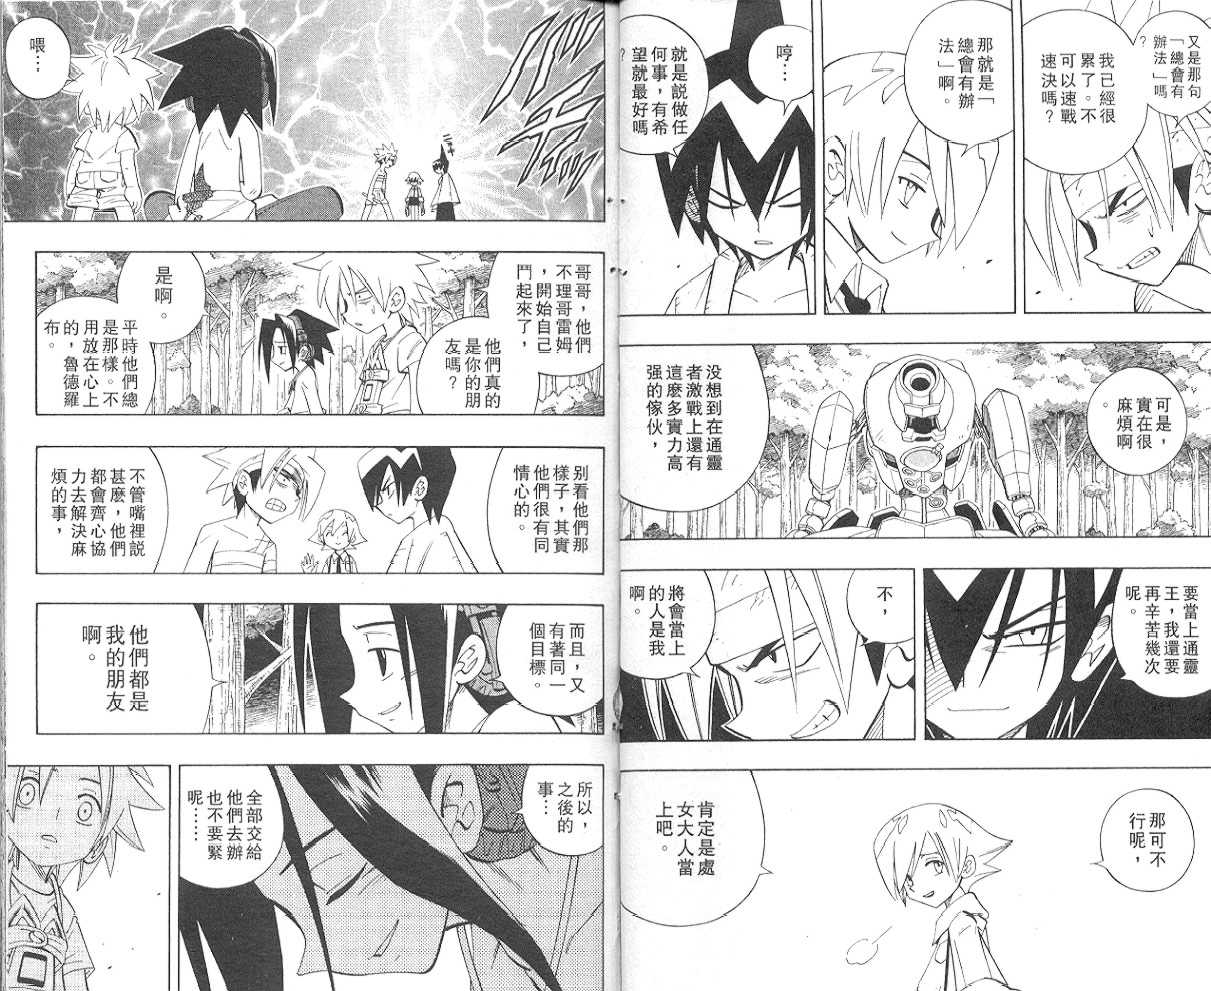 又是那句
「總會有
辦法」嗎
？
我已經很
累了。不
可以速戰
速決嗎？
那就是「
總會有辦
法」啊。
哼…
就是説做任
何事，有希
望就最好嗎
？
可是，
實在很
麻煩啊
。
没想到在通靈
者激戰上還有
這麽多實力高
强的傢伙，
要當上通靈
王，我還要
再辛苦幾次
呢。
不，
將會當上
的人是我
啊。
那可不
行呢，
肯定是處
女大人當
上吧。
喂…，
哥哥，他們
不理哥雷姆
，開始自己
鬥起來了，
他們真的
是你的朋
友嗎？
是啊。
平時他們總
是那樣。不
用放在心上
的，魯德羅
布。
别看他們那
樣子，其實
他們很有同
情心的。
不管嘴裡説
甚麽，他們
都會齊心協
力去解決麻
煩的事，
而且，又
有著同一
個目標。
他們都是
我的朋友
啊。
所以，
之後的
事…
全部交給
他們去辦
也不要緊
呢……